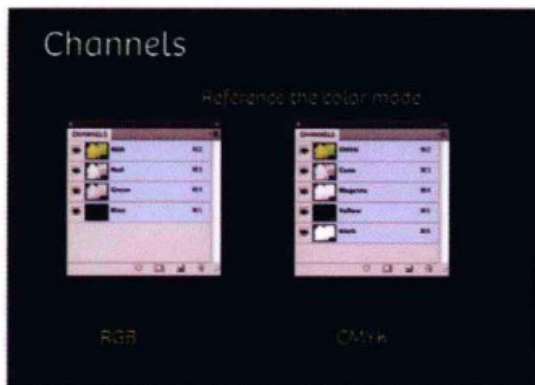 Channels
Reference the color mode
CHANNELS
RGB
Red
Green
Blue
CHANNELS
CMYK
Cyan
Magenta
Yellow
Black
RGB
CMYK